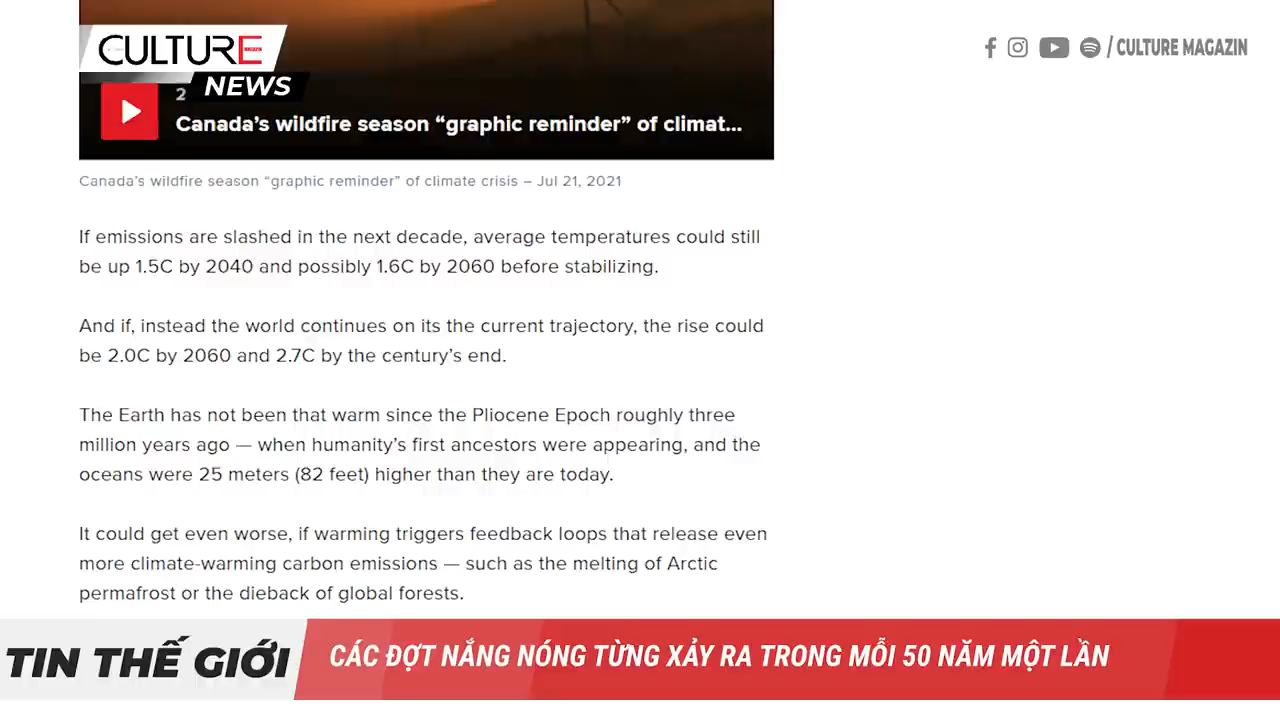 CULTURE
NEWS
/ CULTURE MAGAZIN
2
Canada's wildfire season “graphic reminder” of climat...
Canada's wildfire season “graphic reminder” of climate crisis – Jul 21, 2021
If emissions are slashed in the next decade, average temperatures could still
be up 1.5C by 2040 and possibly 1.6C by 2060 before stabilizing.
And if, instead the world continues on its the current trajectory, the rise could
be 2.0C by 2060 and 2.7C by the century's end.
The Earth has not been that warm since the Pliocene Epoch roughly three
million years ago — when humanity's first ancestors were appearing, and the
oceans were 25 meters (82 feet) higher than they are today.
It could get even worse, if warming triggers feedback loops that release even
more climate-warming carbon emissions — such as the melting of Arctic
permafrost or the dieback of global forests.
TIN THẾ GIỚI
CÁC ĐỢT NẮNG NÓNG TỪNG XẢY RA TRONG MỖI 50 NĂM MỘT LẦN